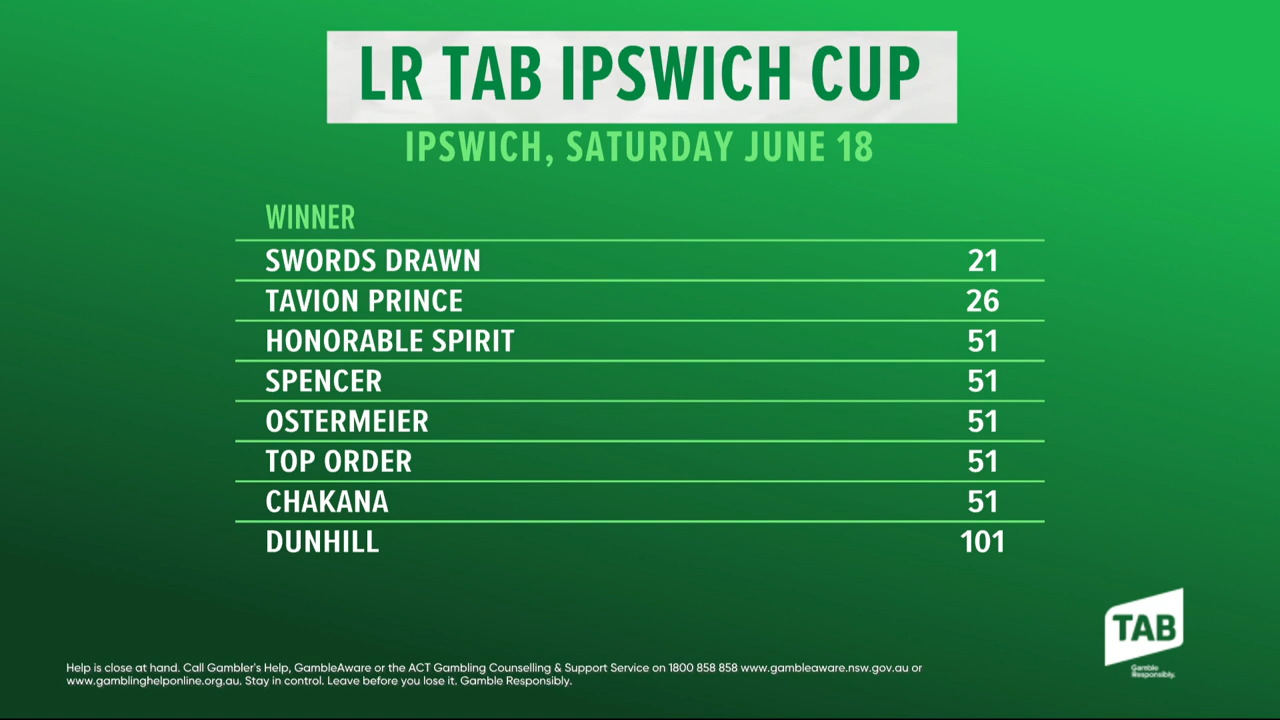 LR TAB IPSWICH CUP
IPSWICH, SATURDAY JUNE 18
WINNER
SWORDS DRAWN 21
TAVION PRINCE 26
HONORABLE SPIRIT 51
SPENCER 51
OSTERMEIER 51
TOP ORDER 51
CHAKANA 51
DUNHILL 101
TAB
Gamble
Responsibly.
Help is close at hand. Call Gambler's Help, GambleAware or the ACT Gambling Counselling & Support Service on 1800 858 858 www.gambleaware.nsw.gov.au or
www.gamblinghelponline.org.au. Stay in control. Leave before you lose it. Gamble Responsibly.